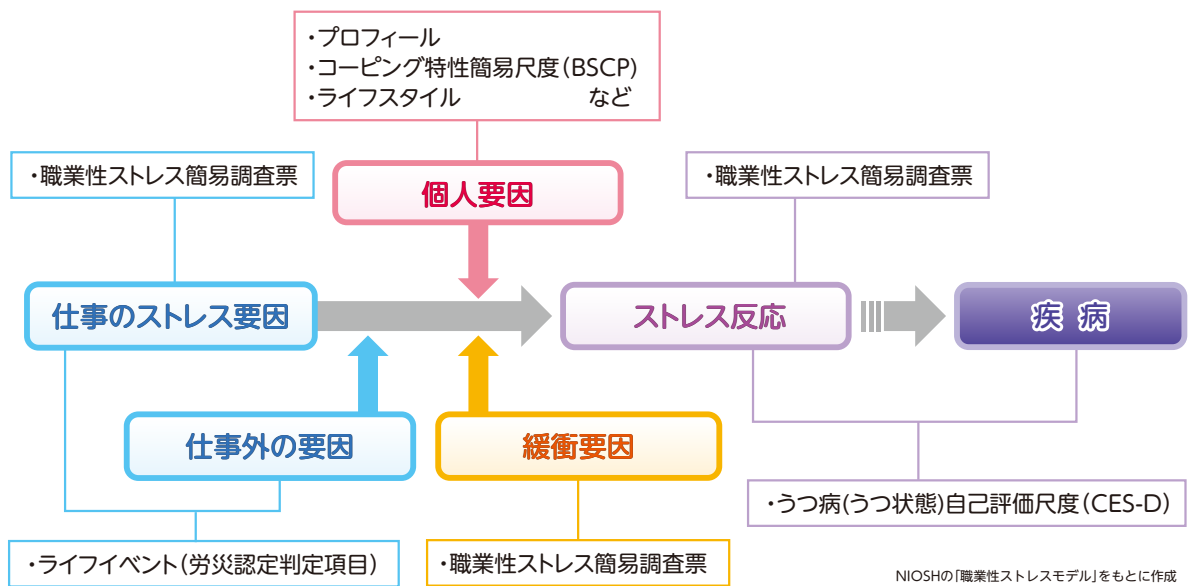 ・プロフィール
・コーピング特性簡易尺度(BSCP)
・ライフスタイル など
・職業性ストレス簡易調査票
・職業性ストレス簡易調査票
個人要因
仕事のストレス要因
ストレス反応
疾病
仕事外の要因
緩衝要因
・うつ病(うつ状態)自己評価尺度(CES-D)
・ライフイベント(労災認定判定項目)
・職業性ストレス簡易調査票
NIOSHの「職業性ストレスモデル」をもとに作成